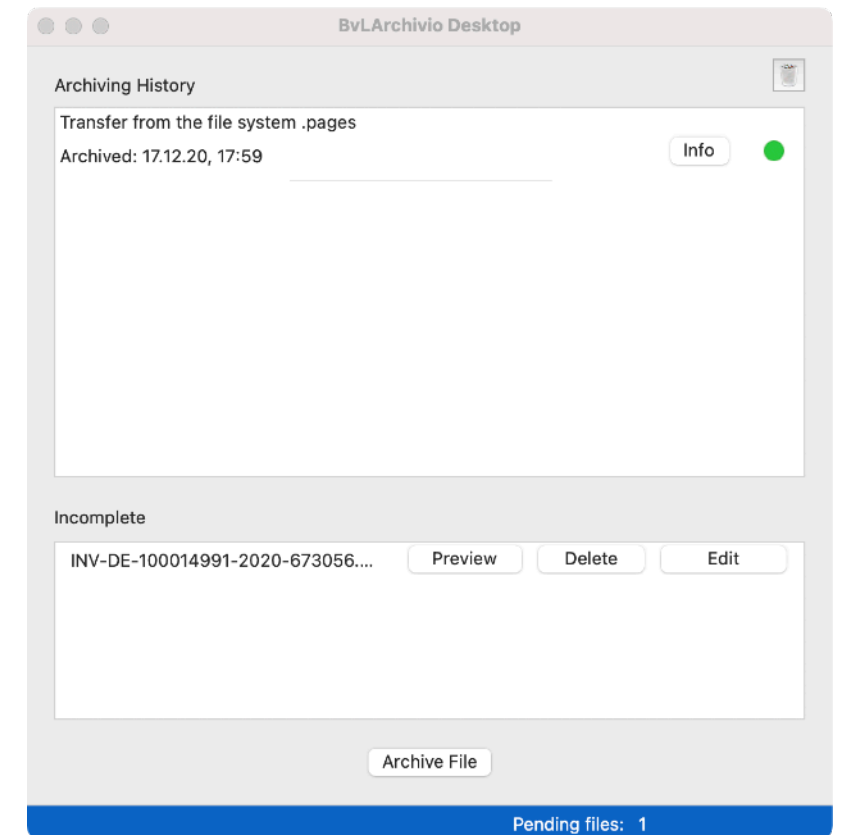 BvLArchivio Desktop
Archiving History
Transfer from the file system .pages
Archived: 17.12.20, 17:59
Info
Incomplete
INV-DE-100014991-2020-673056.... Preview Delete Edit
Archive File
Pending files: 1